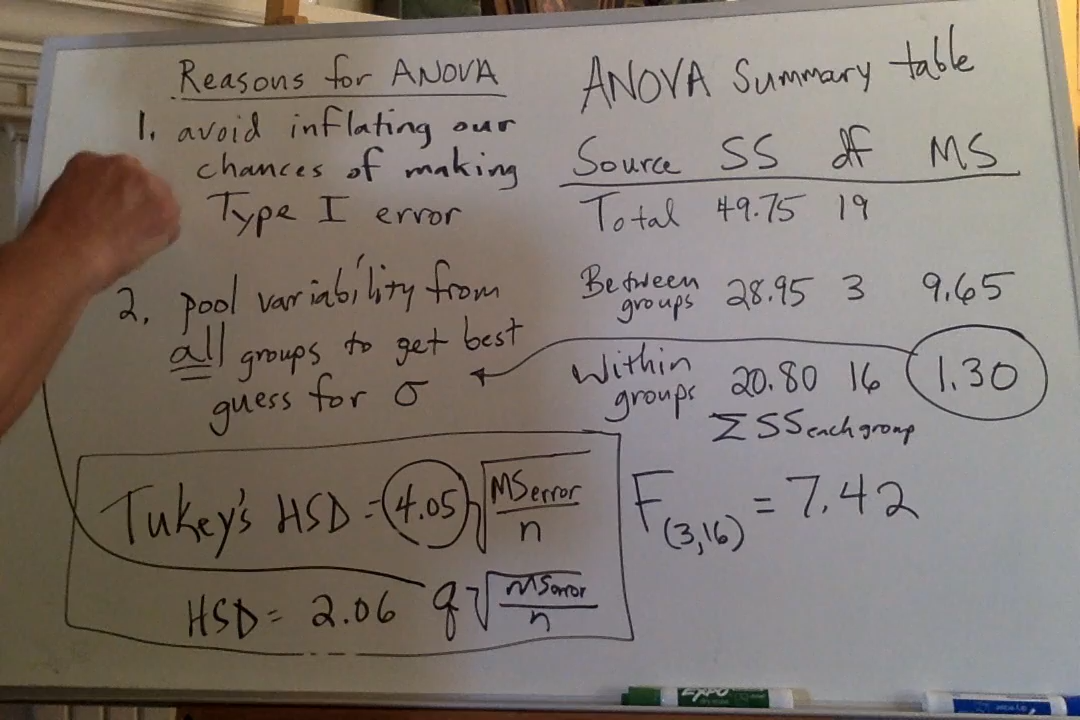 Reasons for ANOVA
1. avoid inflating our
chances of making
Type I error
2. pool variability from
all groups to get best
guess for σ
Tukey's HSD = 4.05 √(MSerror/n)
HSD = 2.06 q√(MSerror/n)
ANOVA Summary table
Source SS df MS
Total 49.75 19
Between groups 28.95 3 9.65
Within groups 20.80 16 1.30
ΣSS each group
F(3,16) = 7.42
EXPO